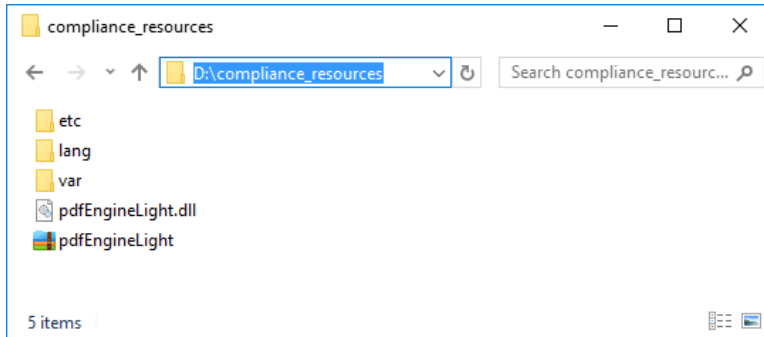 compliance_resources
D:\compliance_resources
Search compliance_resourc...
etc
lang
var
pdfEngineLight.dll
pdfEngineLight
5 items